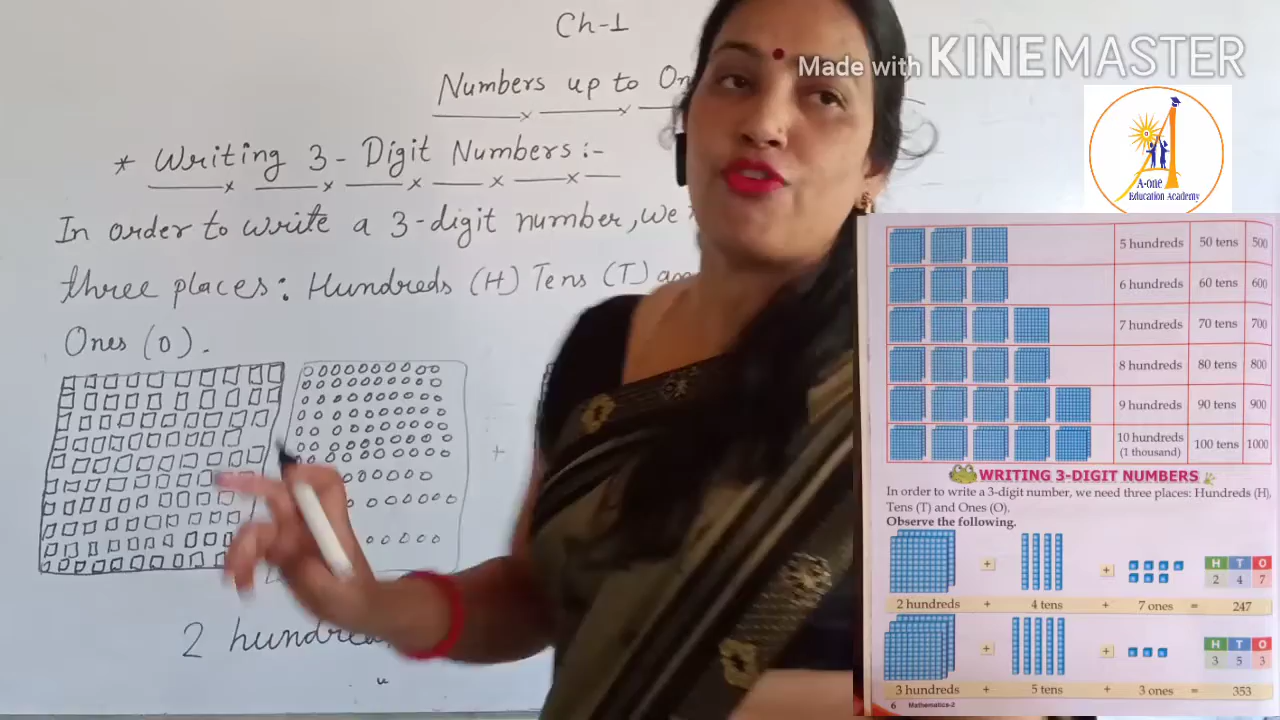 Ch-1
Numbers up to On
* Writing 3-Digit Numbers:-
In order to write a 3-digit number, we
three places: Hundreds (H) Tens (T) an
Ones (O).
+
2 hundred
Made with KINEMASTER
A-one
Education Academy
5 hundreds 50 tens 500
6 hundreds 60 tens 600
7 hundreds 70 tens 700
8 hundreds 80 tens 800
9 hundreds 90 tens 900
10 hundreds
(1 thousand) 100 tens 1000
WRITING 3-DIGIT NUMBERS
In order to write a 3-digit number, we need three places: Hundreds (H),
Tens (T) and Ones (O).
Observe the following.
+ + H T O
2 4 7
2 hundreds + 4 tens + 7 ones = 247
+ + H T O
3 5 3
3 hundreds + 5 tens + 3 ones = 353
6 Mathematics-2